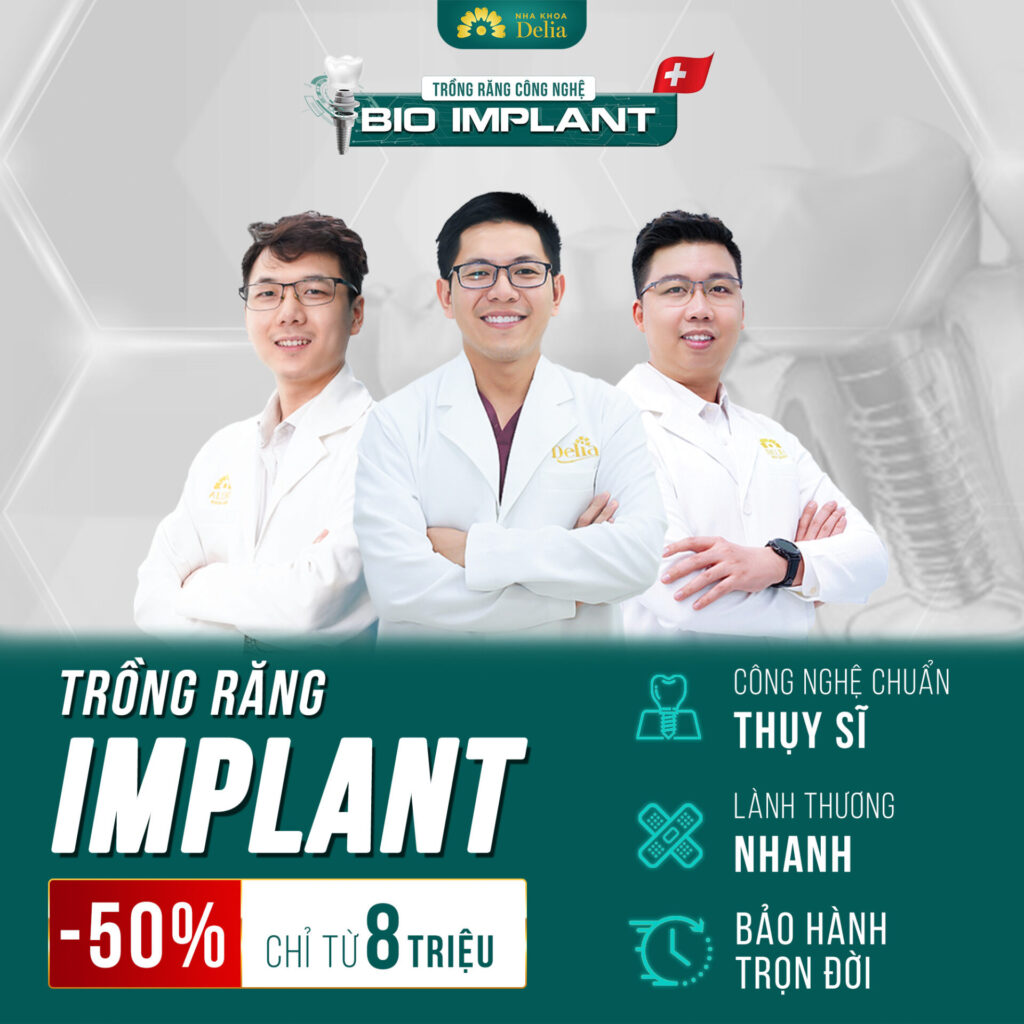 NHA KHOA
Delia
TRỒNG RĂNG CÔNG NGHỆ
BIO IMPLANT
Delia
TRỒNG RĂNG
IMPLANT
-50%
CHỈ TỪ 8 TRIỆU
CÔNG NGHỆ CHUẨN
THỤY SĨ
LÀNH THƯƠNG
NHANH
BẢO HÀNH
TRỌN ĐỜI